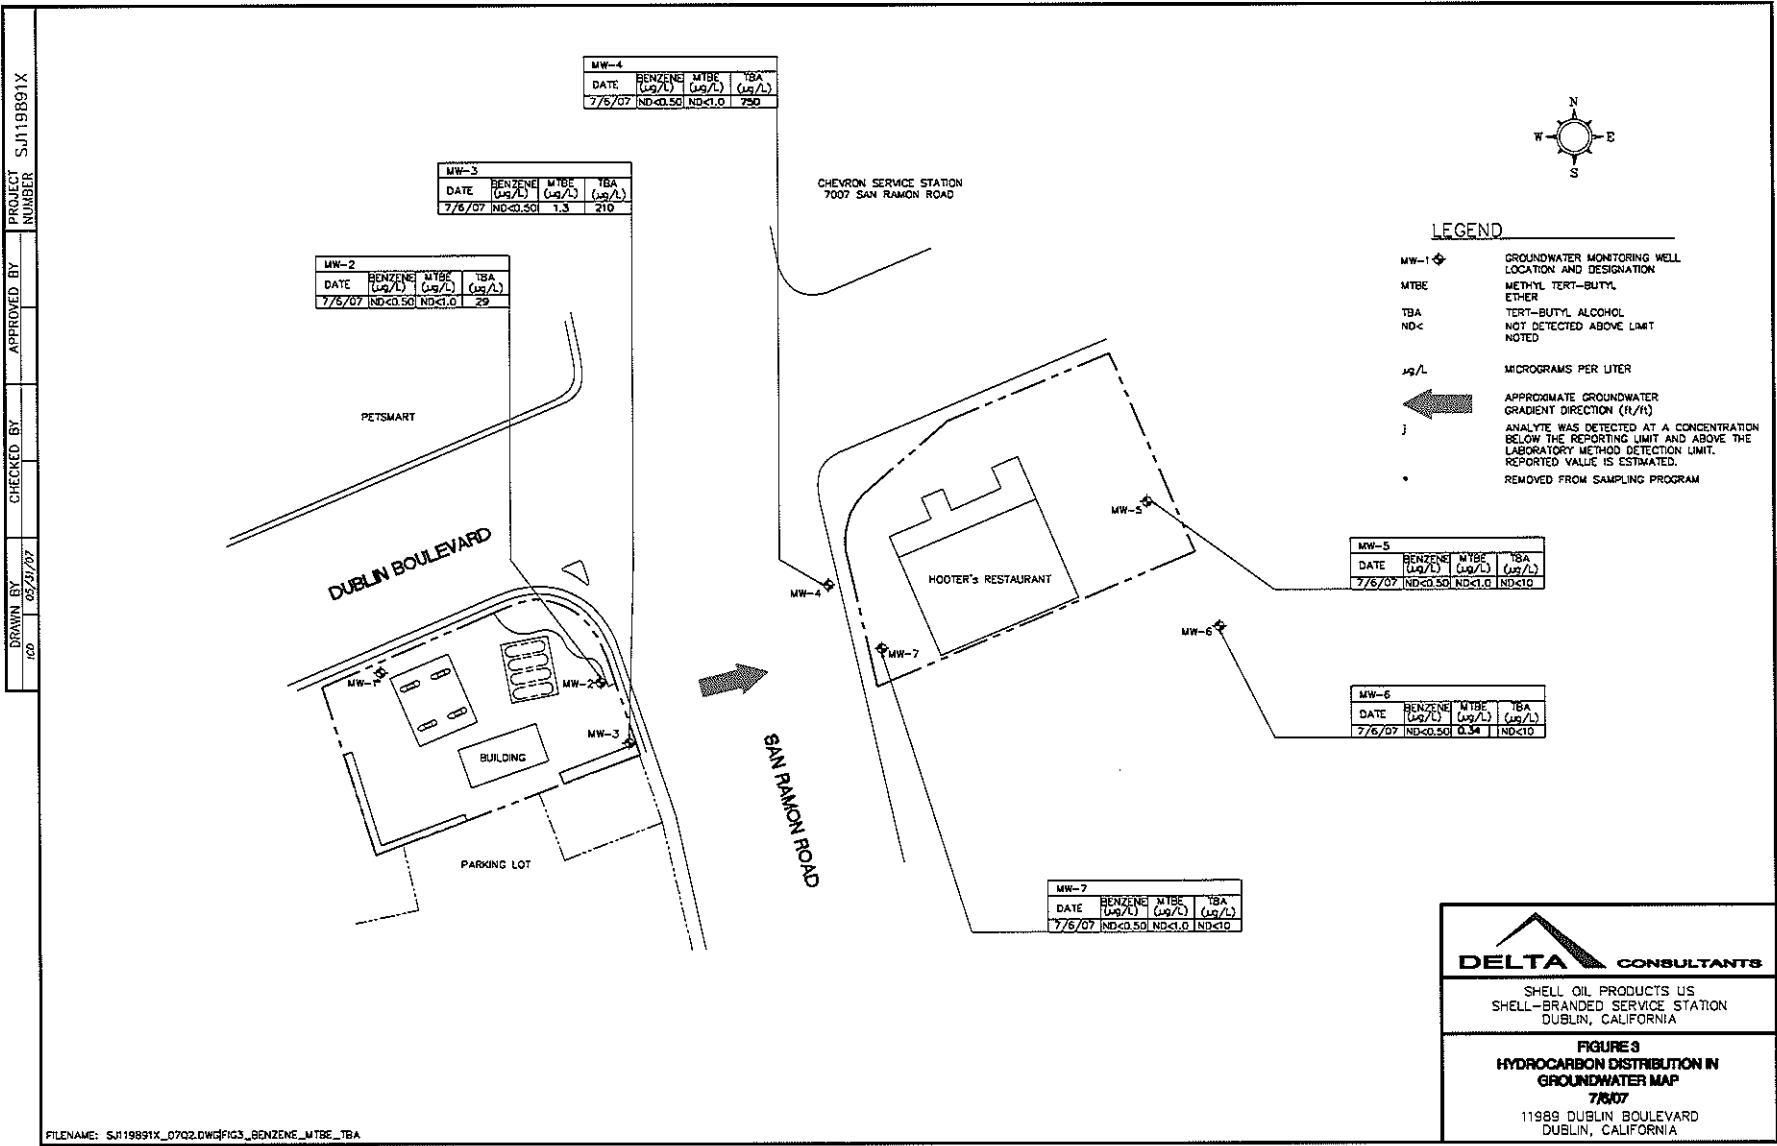 MW-4
DATE BENZENE (µg/L) MTBE (µg/L) TBA (µg/L)
7/6/07 ND<0.50 ND<1.0 750
MW-3
DATE BENZENE (µg/L) MTBE (µg/L) TBA (µg/L)
7/6/07 ND<0.50 1.3 210
MW-2
DATE BENZENE (µg/L) MTBE (µg/L) TBA (µg/L)
7/6/07 ND<0.50 ND<1.0 29
CHEVRON SERVICE STATION
7007 SAN RAMON ROAD
N
W E
S
LEGEND
MW-1 GROUNDWATER MONITORING WELL
LOCATION AND DESIGNATION
MTBE METHYL TERT-BUTYL
ETHER
TBA TERT-BUTYL ALCOHOL
ND< NOT DETECTED ABOVE LIMIT
NOTED
µg/L MICROGRAMS PER LITER
APPROXIMATE GROUNDWATER
GRADIENT DIRECTION (ft/ft)
J ANALYTE WAS DETECTED AT A CONCENTRATION
BELOW THE REPORTING LIMIT AND ABOVE THE
LABORATORY METHOD DETECTION LIMIT.
REPORTED VALUE IS ESTIMATED.
• REMOVED FROM SAMPLING PROGRAM
PETSMART
DUBLIN BOULEVARD
MW-5
HOOTER's RESTAURANT
MW-4
MW-6
MW-7
MW-1
MW-2
MW-3
BUILDING
SAN RAMON ROAD
PARKING LOT
MW-5
DATE BENZENE (µg/L) MTBE (µg/L) TBA (µg/L)
7/6/07 ND<0.50 ND<1.0 ND<10
MW-6
DATE BENZENE (µg/L) MTBE (µg/L) TBA (µg/L)
7/6/07 ND<0.50 ND<10
MW-7
DATE BENZENE (µg/L) MTBE (µg/L) TBA (µg/L)
7/6/07 ND<0.50 ND<1.0 ND<10
PROJECT
NUMBER SJ119891X
APPROVED BY
CHECKED BY
DRAWN BY
05/31/07
DELTA CONSULTANTS
SHELL OIL PRODUCTS US
SHELL-BRANDED SERVICE STATION
DUBLIN, CALIFORNIA
FIGURE 3
HYDROCARBON DISTRIBUTION IN
GROUNDWATER MAP
7/6/07
11989 DUBLIN BOULEVARD
DUBLIN, CALIFORNIA
FILENAME: SJ119891X_07Q2.DWG|FIG3_BENZENE_MTBE_TBA